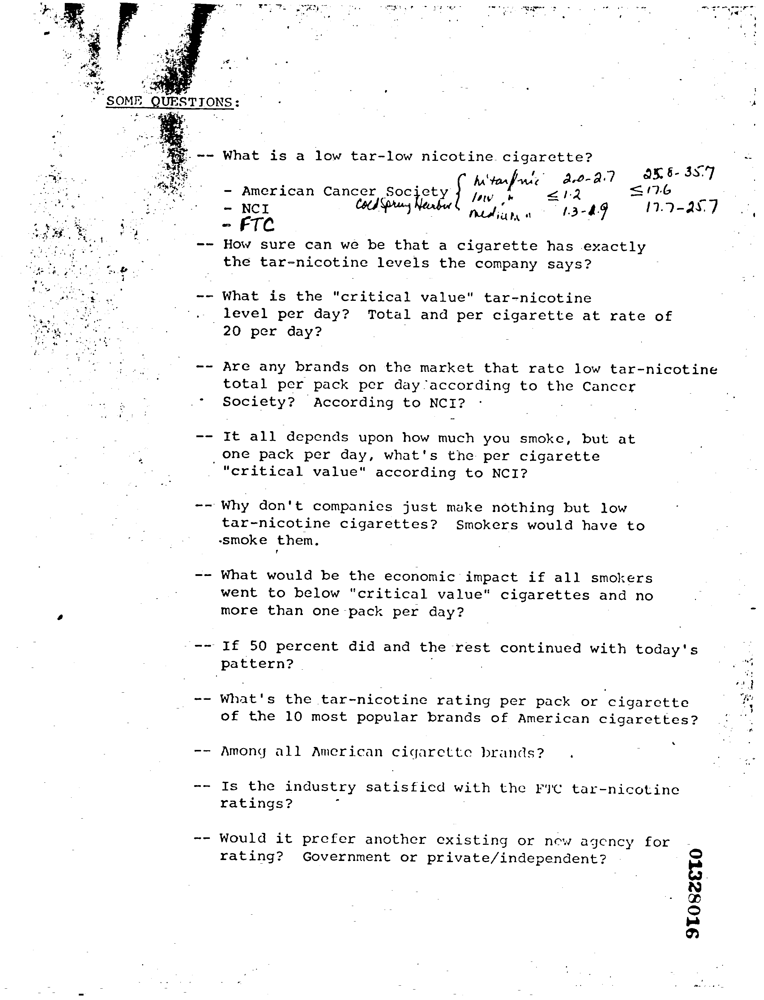 SOME QUESTIONS:
-- What is a low tar-low nicotine cigarette?
hi tar/nic 2.0-2.7 25.8-35.7
- American Cancer Society { low " ≤ 1.2 ≤ 17.6
- NCI Cold Spring Harbor medium " 1.3-1.9 17.7-25.7
- FTC
-- How sure can we be that a cigarette has exactly
the tar-nicotine levels the company says?
-- What is the "critical value" tar-nicotine
level per day? Total and per cigarette at rate of
20 per day?
-- Are any brands on the market that rate low tar-nicotine
total per pack per day according to the Cancer
Society? According to NCI?
-- It all depends upon how much you smoke, but at
one pack per day, what's the per cigarette
"critical value" according to NCI?
-- Why don't companies just make nothing but low
tar-nicotine cigarettes? Smokers would have to
smoke them.
-- What would be the economic impact if all smokers
went to below "critical value" cigarettes and no
more than one pack per day?
-- If 50 percent did and the rest continued with today's
pattern?
-- What's the tar-nicotine rating per pack or cigarette
of the 10 most popular brands of American cigarettes?
-- Among all American cigarette brands?
-- Is the industry satisfied with the FTC tar-nicotine
ratings?
-- Would it prefer another existing or new agency for
rating? Government or private/independent?
01328016